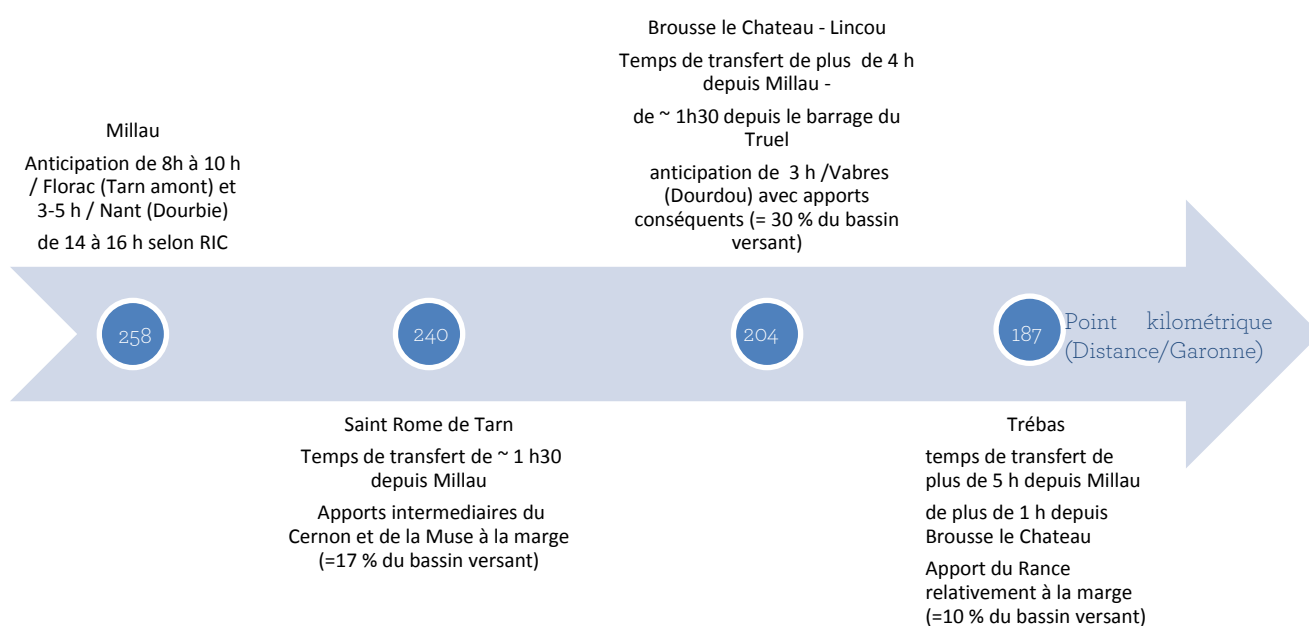 Millau
Anticipation de 8h à 10 h
/ Florac (Tarn amont) et
3-5 h / Nant (Dourbie)
de 14 à 16 h selon RIC
Brousse le Chateau - Lincou
Temps de transfert de plus de 4 h
depuis Millau -
de ~ 1h30 depuis le barrage du
Truel
anticipation de 3 h /Vabres
(Dourdou) avec apports
conséquents (= 30 % du bassin
versant)
258
240
204
187
Point kilométrique
(Distance/Garonne)
Saint Rome de Tarn
Temps de transfert de ~ 1 h30
depuis Millau
Apports intermediaires du
Cernon et de la Muse à la marge
(=17 % du bassin versant)
Trébas
temps de transfert de
plus de 5 h depuis Millau
de plus de 1 h depuis
Brousse le Chateau
Apport du Rance
relativement à la marge
(=10 % du bassin versant)